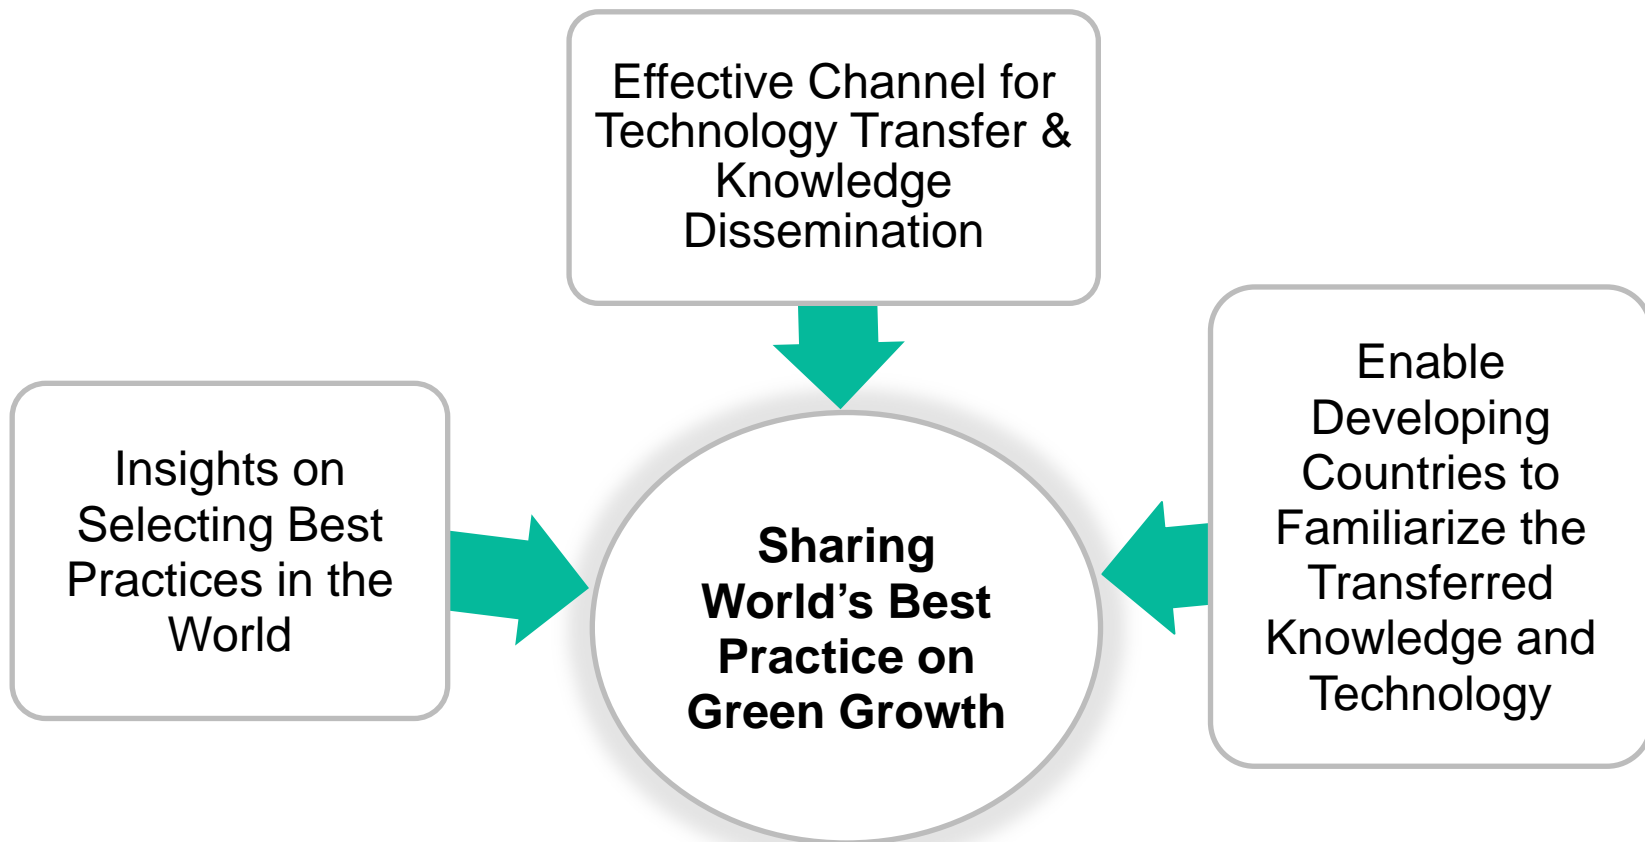 Effective Channel for
Technology Transfer &
Knowledge
Dissemination
Insights on
Selecting Best
Practices in the
World
Sharing
World’s Best
Practice on
Green Growth
Enable
Developing
Countries to
Familiarize the
Transferred
Knowledge and
Technology